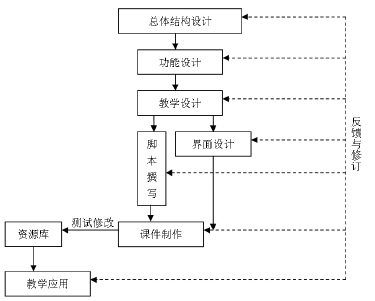 总体结构设计
功能设计
教学设计
脚本撰写
界面设计
反馈与修订
测试修改
资源库
课件制作
教学应用